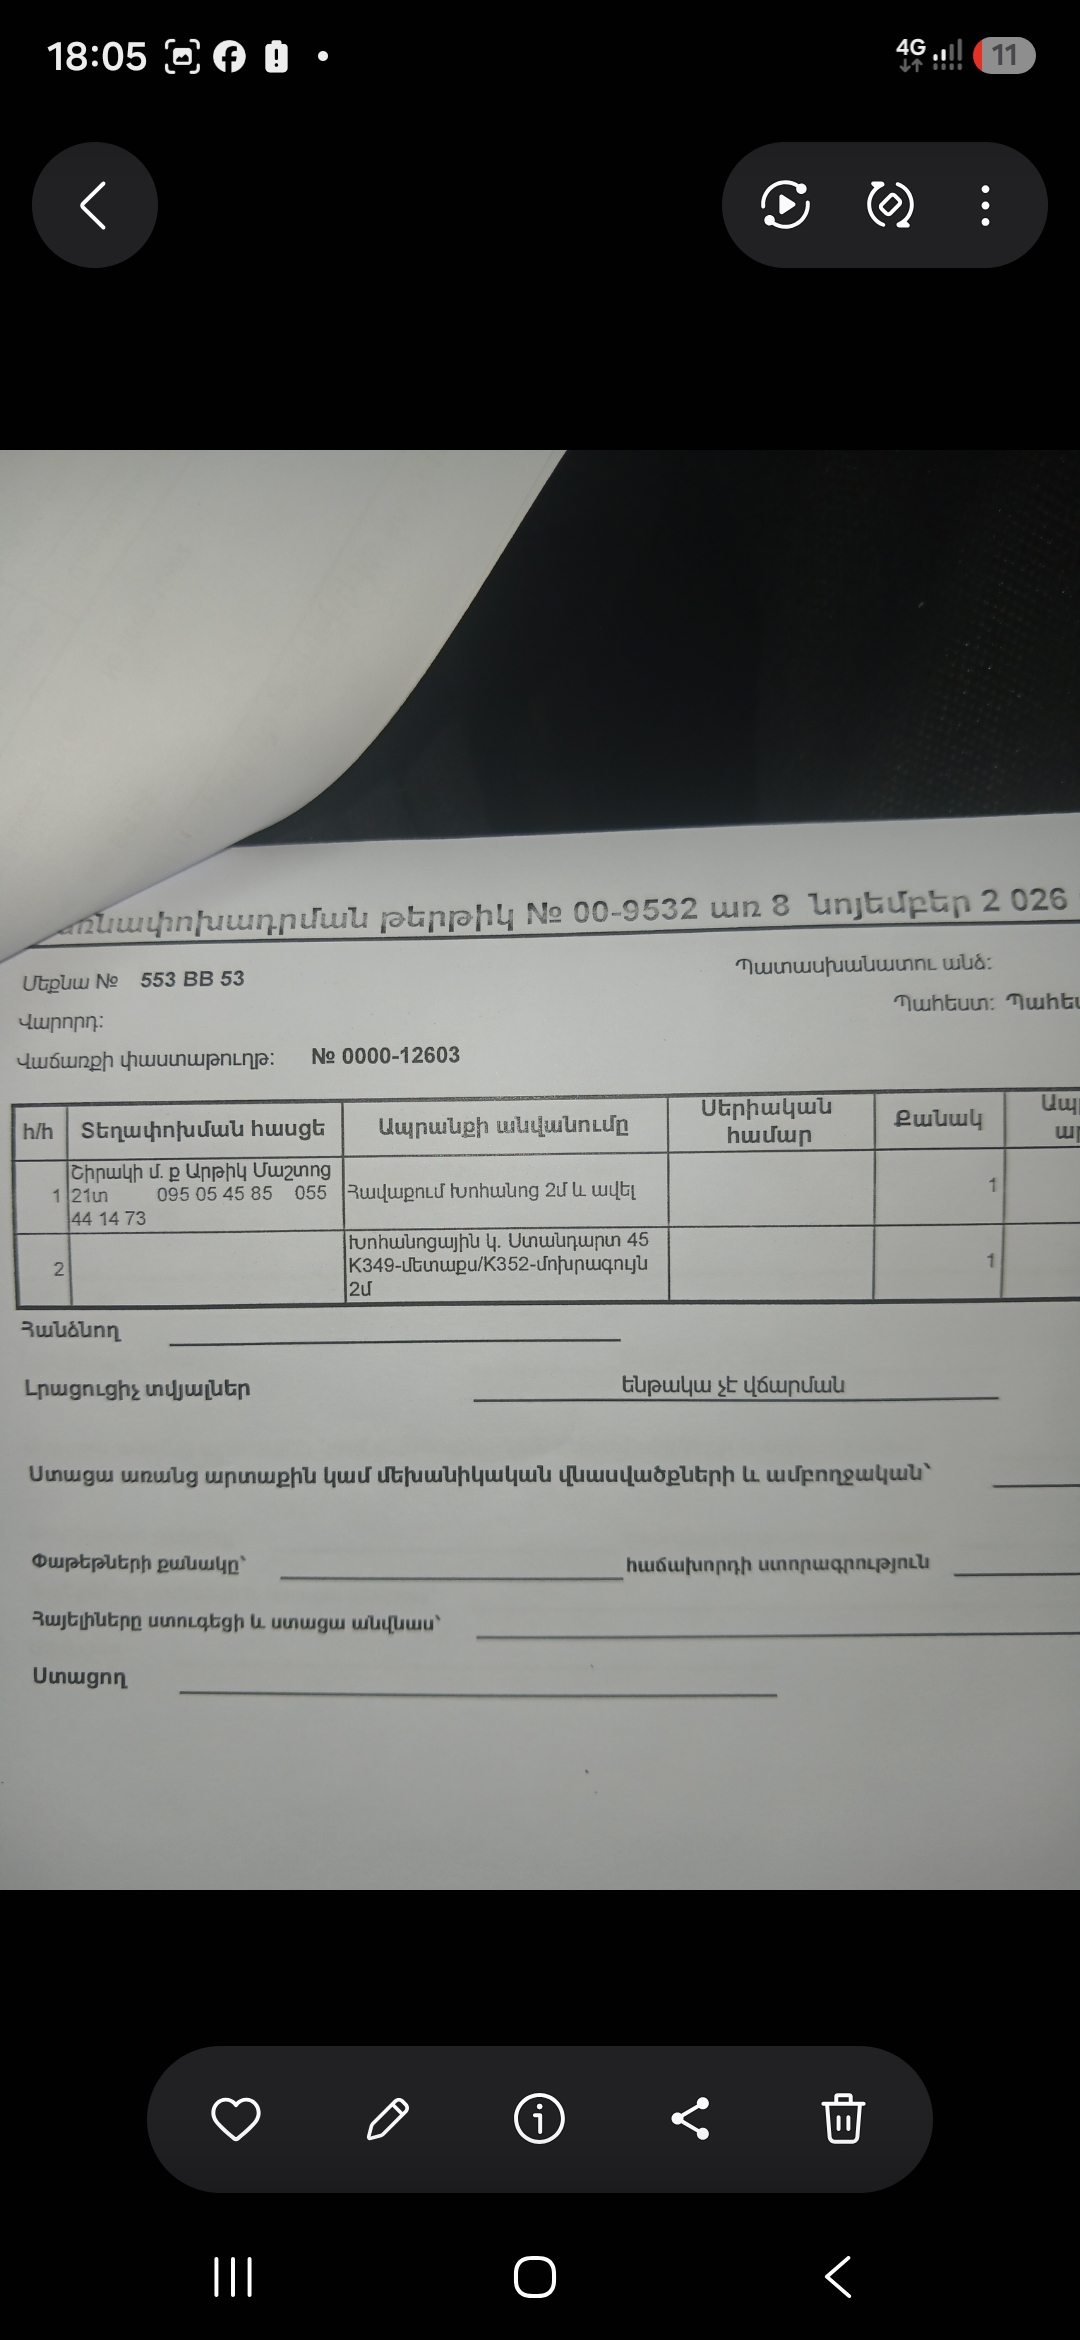 18:05
4G
11
առնափոխադրման թերթիկ № 00-9532 առ 8 նոյեմբեր 2 026
Մեքենա № 553 BB 53
Պատասխանատու անձ:
Վարորդ:
Պահեստ: Պահես
Վաճառքի փաստաթուղթ: № 0000-12603
h/h Տեղափոխման հասցե Ապրանքի անվանումը Սերիական համար Քանակ
1 Շիրակի մ. ք Արթիկ Մաշտոց
21տ 095 05 45 85 055
44 14 73
Հավաքում Խոհանոց 2մ և ավել 1
2 Խոհանոցային կ. Ստանդարտ 45
K349-մետաքս/K352-մոխրագույն
2մ
1
Հանձնող
Լրացուցիչ տվյալներ ենթակա չէ վճարման
Ստացա առանց արտաքին կամ մեխանիկական վնասվածքների և ամբողջական՝
Փաթեթների քանակը՝ հաճախորդի ստորագրություն
Հայելիները ստուգեցի և ստացա անվնաս՝
Ստացող